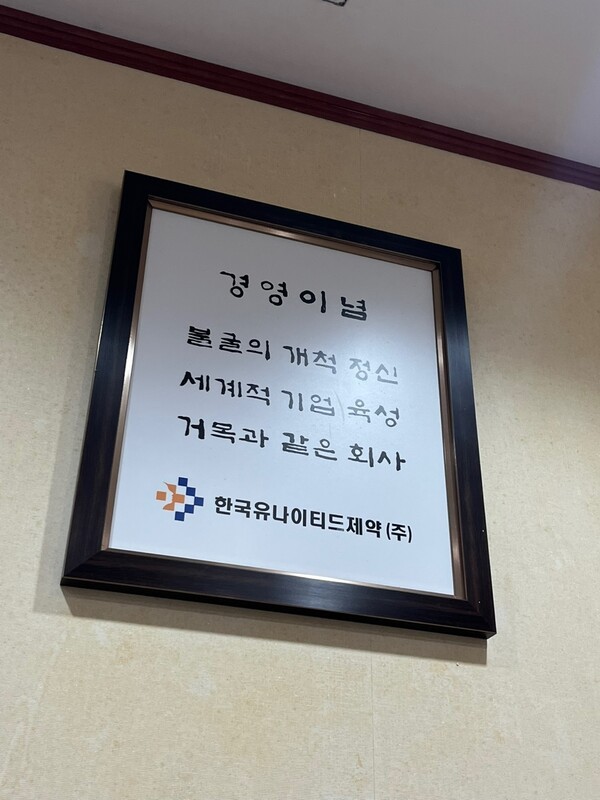 경영이념
불굴의 개척 정신
세계적 기업 육성
거목과 같은 회사
한국유나이티드제약(주)